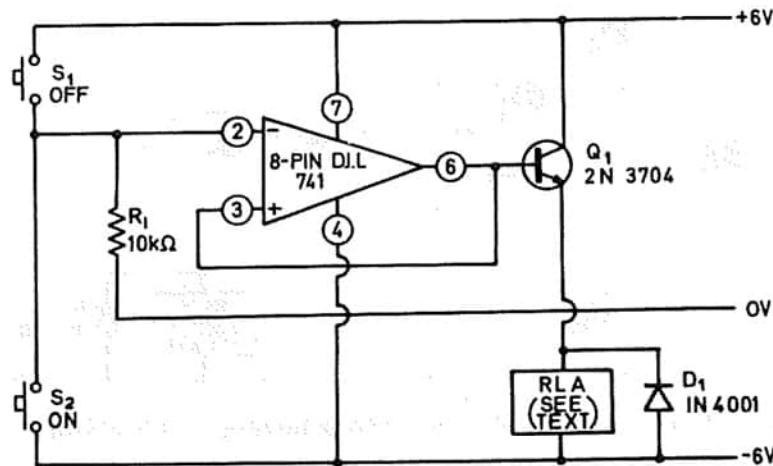 +6V
S1
OFF
7
2
-
8-PIN D.I.L
741
6
Q1
2N 3704
3
+
4
R1
10kΩ
0V
S2
ON
RLA
(SEE
TEXT)
D1
IN 4001
-6V